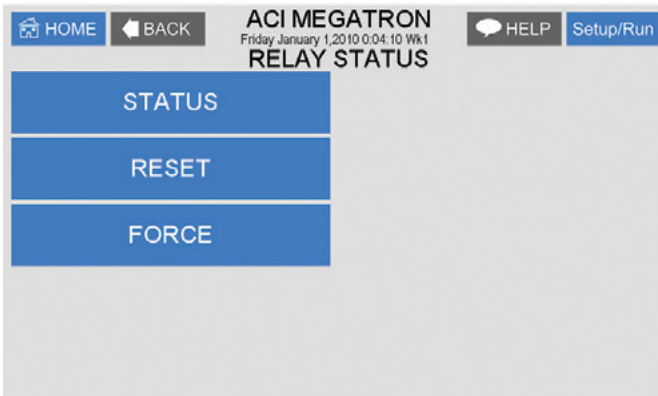 HOME BACK ACI MEGATRON HELP Setup/Run
Friday January 1,2010 0:04:10 Wk1
RELAY STATUS
STATUS
RESET
FORCE